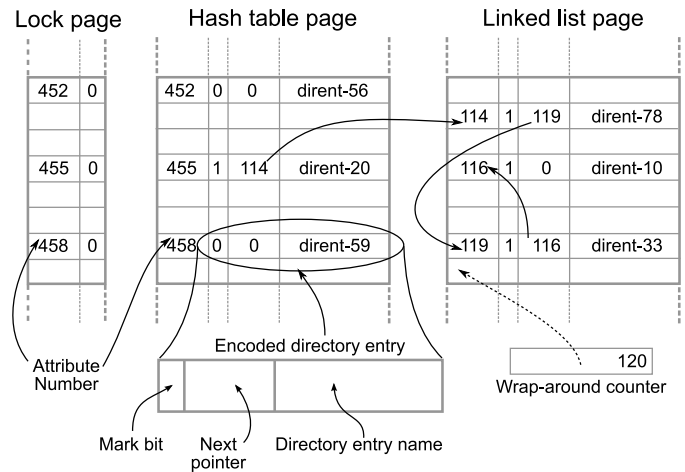 Lock page
Hash table page
Linked list page
452 0
452 0 0 dirent-56
114 1 119 dirent-78
455 0
455 1 114 dirent-20
116 1 0 dirent-10
458 0
458 0 0 dirent-59
119 1 116 dirent-33
Attribute
Number
Encoded directory entry
120
Wrap-around counter
Mark bit
Next
pointer
Directory entry name